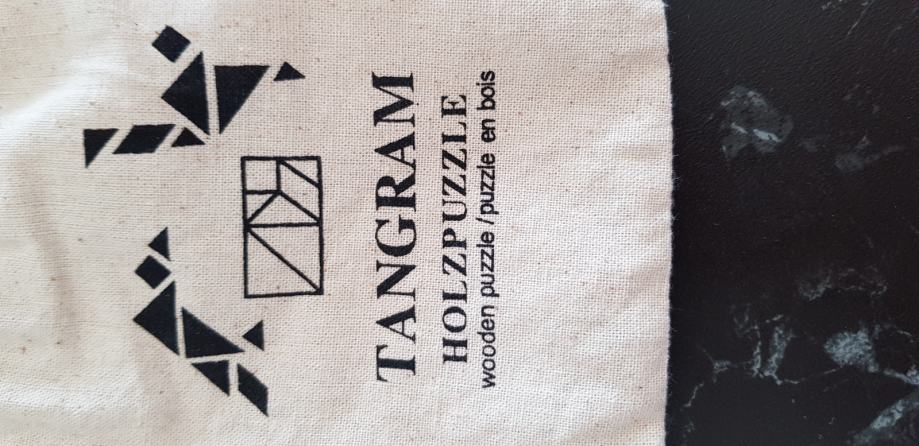 TANGRAM
HOLZPUZZLE
wooden puzzle / puzzle en bois